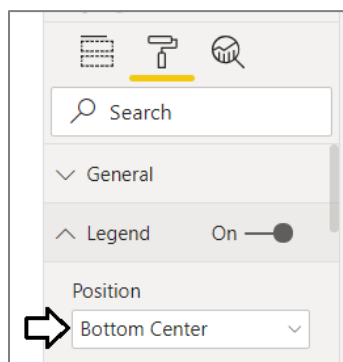 Search
General
Legend On
Position
Bottom Center